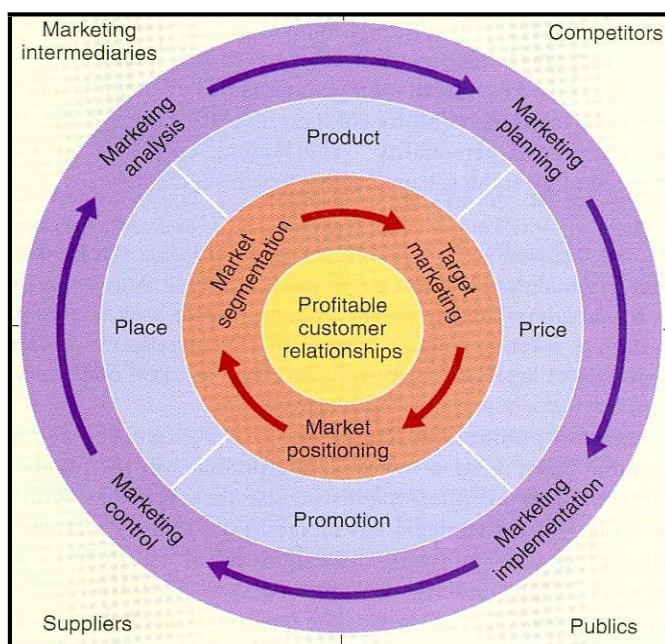 Marketing
intermediaries
Competitors
Marketing
analysis
Marketing
planning
Product
Market
segmentation
Target
marketing
Place
Profitable
customer
relationships
Price
Market
positioning
Promotion
Marketing
control
Marketing
implementation
Suppliers
Publics